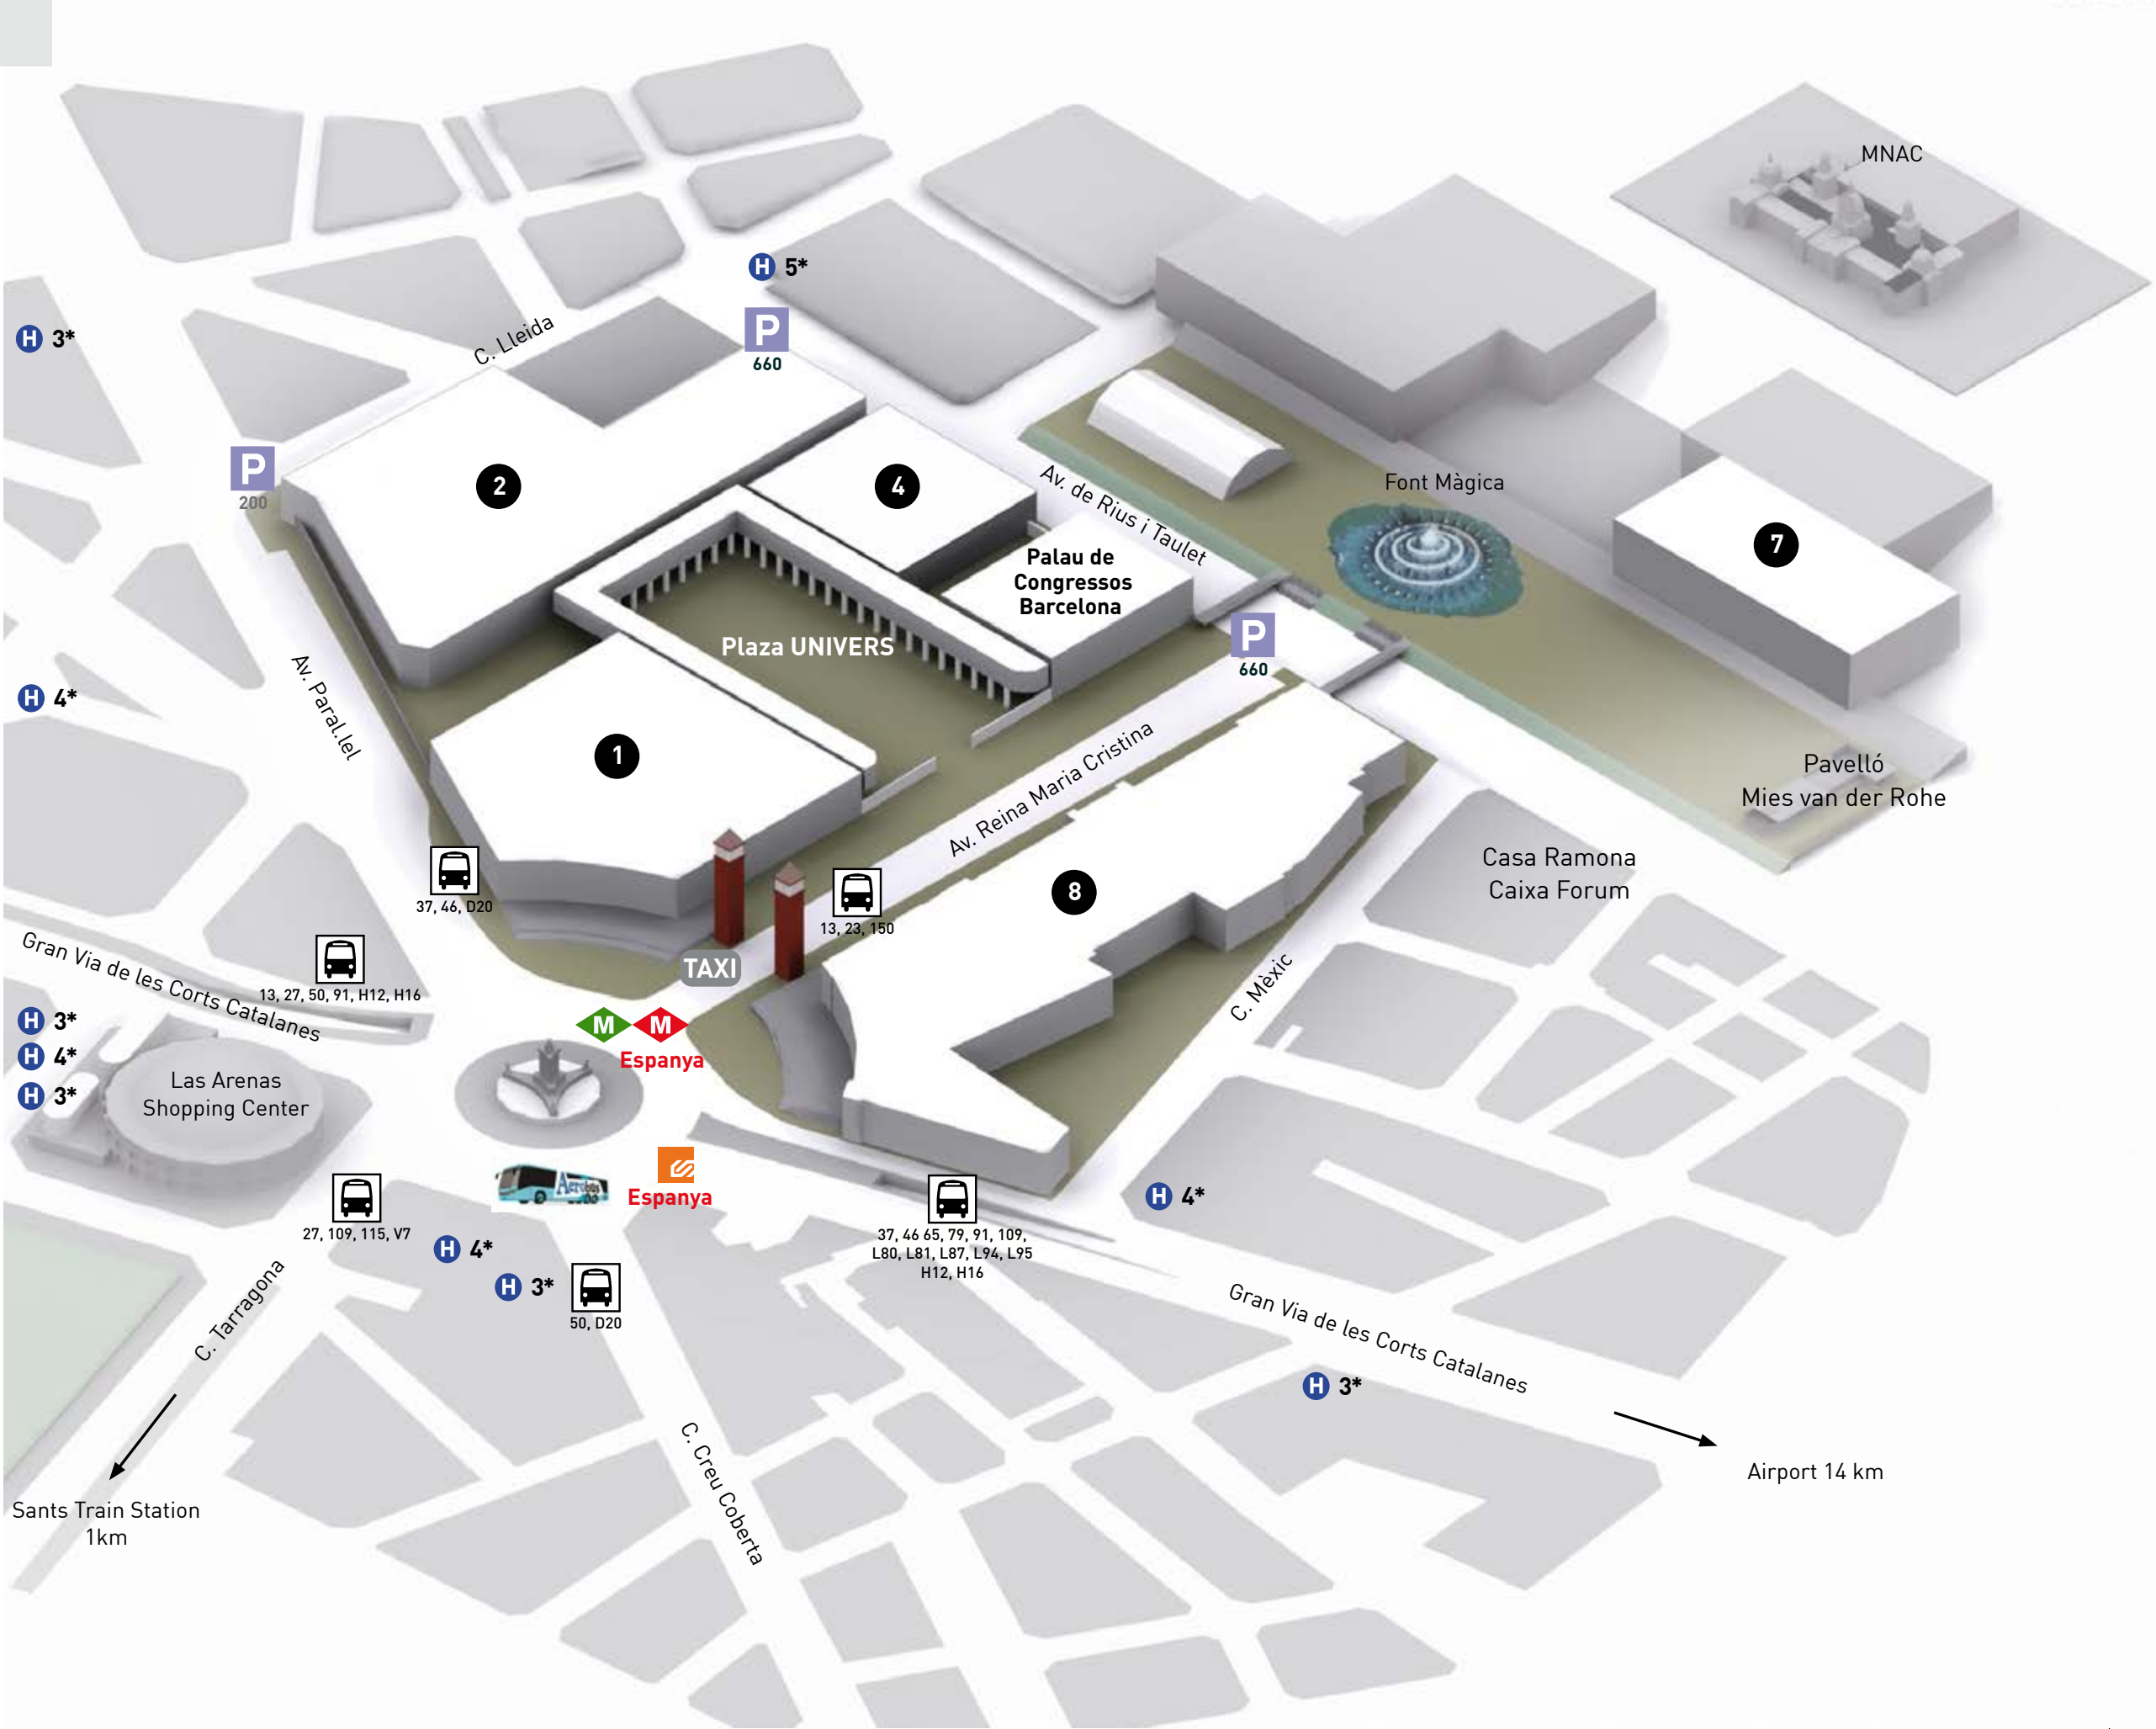 MNAC
H 5*
C. Lleida
P
660
H 3*
P
200
2
4
Av. de Rius i Taulet
Font Màgica
7
Palau de
Congressos
Barcelona
Plaza UNIVERS
P
660
H 4*
Av. Paral.lel
1
Av. Reina Maria Cristina
Pavelló
Mies van der Rohe
Casa Ramona
Caixa Forum
8
37, 46, D20
13, 23, 150
TAXI
Gran Via de les Corts Catalanes
13, 27, 50, 91, H12, H16
C. Mèxic
H 3*
H 4*
H 3*
M M
Espanya
Las Arenas
Shopping Center
Aerobús
Espanya
27, 109, 115, V7
H 4*
H 3*
50, D20
37, 46 65, 79, 91, 109,
L80, L81, L87, L94, L95
H12, H16
H 4*
C. Tarragona
Gran Via de les Corts Catalanes
H 3*
C. Creu Coberta
Airport 14 km
Sants Train Station
1km